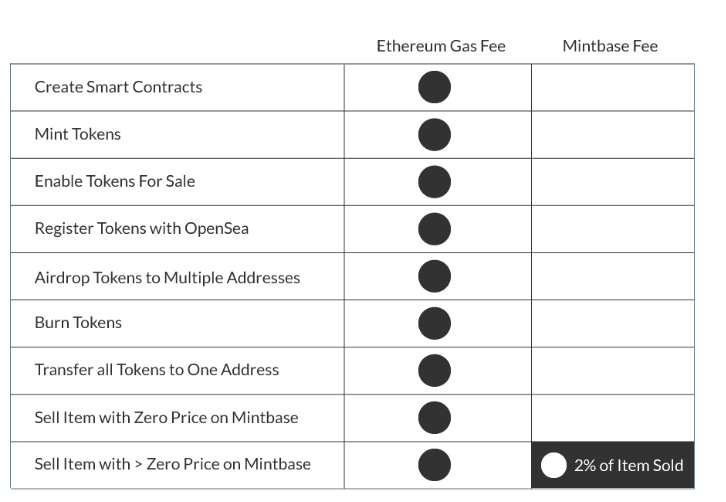 Ethereum Gas Fee Mintbase Fee
Create Smart Contracts
Mint Tokens
Enable Tokens For Sale
Register Tokens with OpenSea
Airdrop Tokens to Multiple Addresses
Burn Tokens
Transfer all Tokens to One Address
Sell Item with Zero Price on Mintbase
Sell Item with > Zero Price on Mintbase 2% of Item Sold